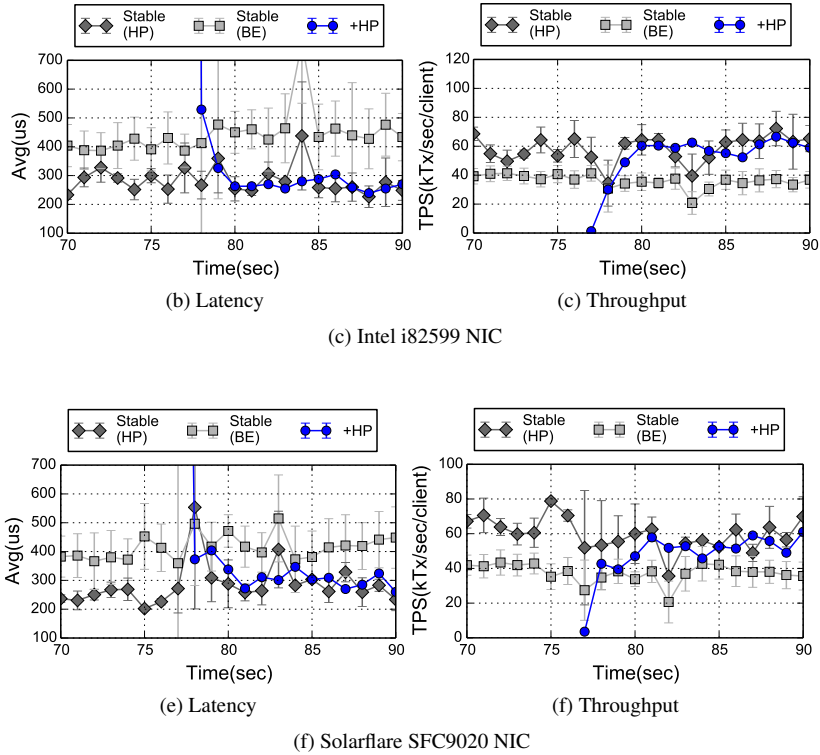 Stable (HP) Stable (BE) +HP
Stable (HP) Stable (BE) +HP
Avg(us)
700
600
500
400
300
200
100
70 75 80 85 90
Time(sec)
TPS(kTx/sec/client)
120
100
80
60
40
20
0
70 75 80 85 90
Time(sec)
(b) Latency
(c) Throughput
(c) Intel i82599 NIC
Stable (HP) Stable (BE) +HP
Stable (HP) Stable (BE) +HP
Avg(us)
700
600
500
400
300
200
100
70 75 80 85 90
Time(sec)
TPS(kTx/sec/client)
100
80
60
40
20
0
70 75 80 85 90
Time(sec)
(e) Latency
(f) Throughput
(f) Solarflare SFC9020 NIC